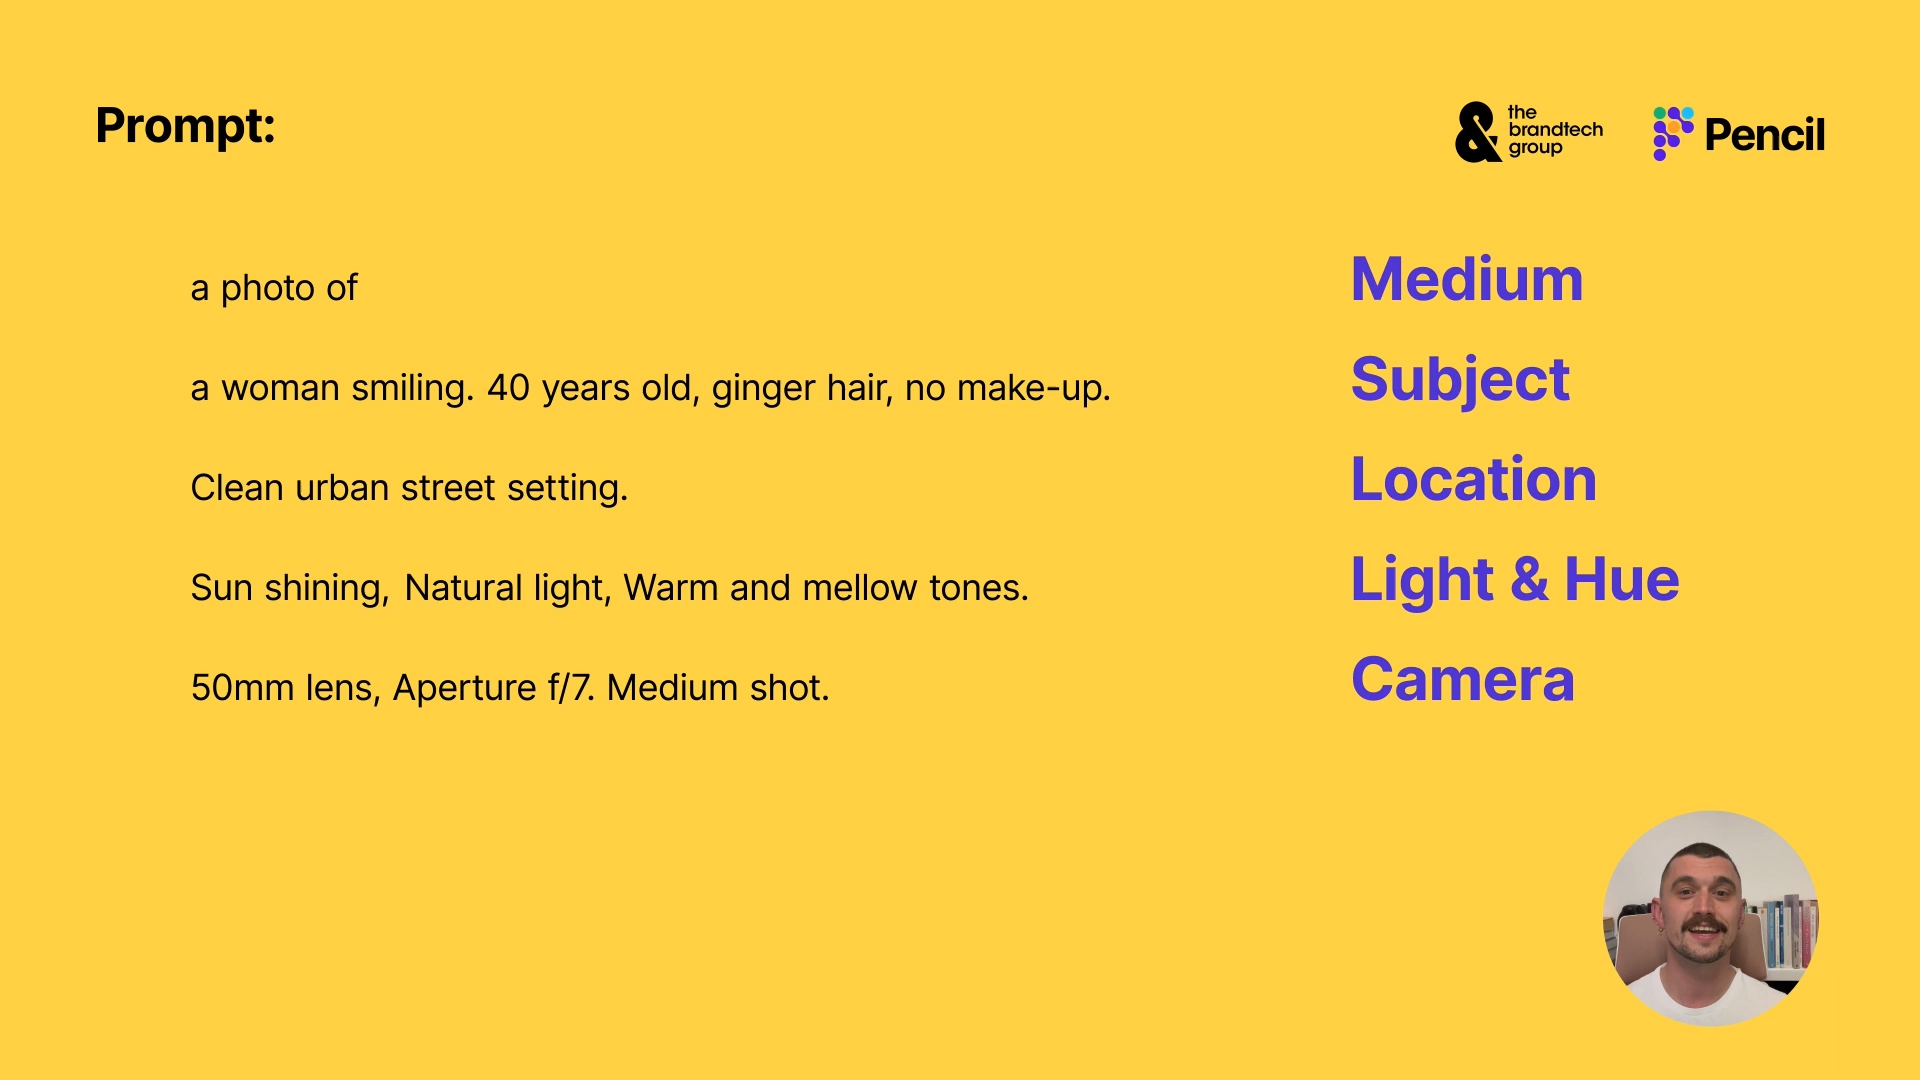 Prompt:
the
brandtech
group
Pencil
a photo of
Medium
a woman smiling. 40 years old, ginger hair, no make-up.
Subject
Clean urban street setting.
Location
Sun shining, Natural light, Warm and mellow tones.
Light & Hue
50mm lens, Aperture f/7. Medium shot.
Camera